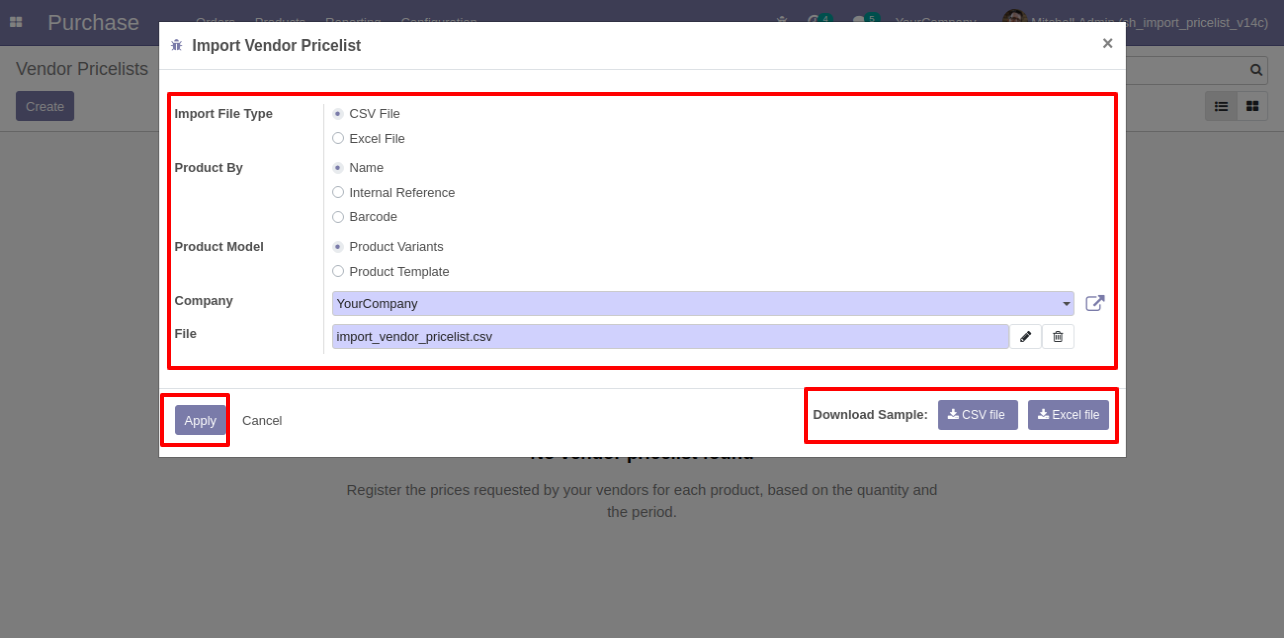 Purchase Orders Products Reporting Configuration 4 5 YourCompany Mitchell Admin (sh_import_pricelist_v14c)
Vendor Pricelists
Create
Import Vendor Pricelist ×
Import File Type CSV File
Excel File
Product By Name
Internal Reference
Barcode
Product Model Product Variants
Product Template
Company YourCompany
File import_vendor_pricelist.csv
Apply Cancel Download Sample: CSV file Excel file
No vendor pricelist found
Register the prices requested by your vendors for each product, based on the quantity and
the period.